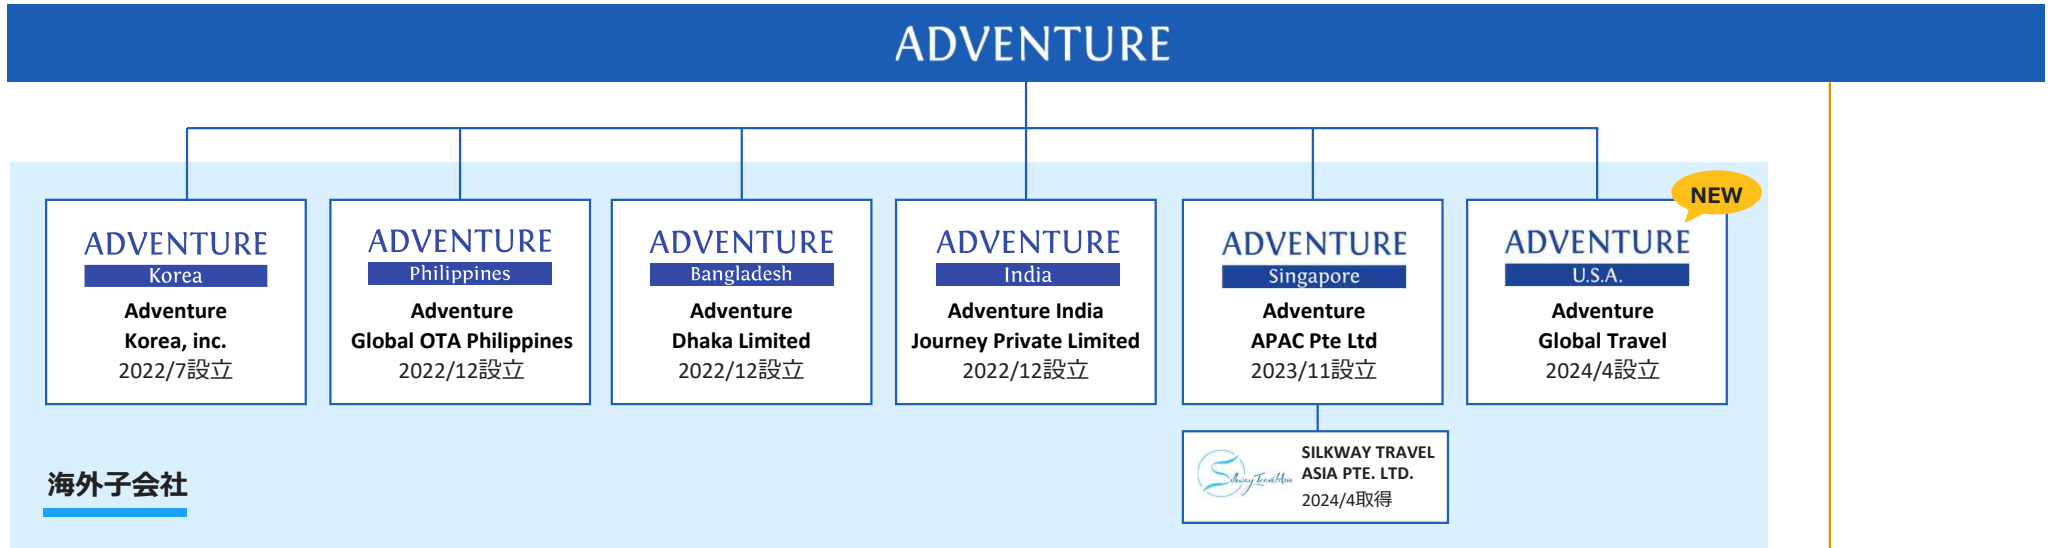 ADVENTURE
NEW
ADVENTURE
Korea
Adventure
Korea, inc.
2022/7設立
ADVENTURE
Philippines
Adventure
Global OTA Philippines
2022/12設立
ADVENTURE
Bangladesh
Adventure
Dhaka Limited
2022/12設立
ADVENTURE
India
Adventure India
Journey Private Limited
2022/12設立
ADVENTURE
Singapore
Adventure
APAC Pte Ltd
2023/11設立
ADVENTURE
U.S.A.
Adventure
Global Travel
2024/4設立
Silkway Travel Asia
SILKWAY TRAVEL
ASIA PTE. LTD.
2024/4取得
海外子会社